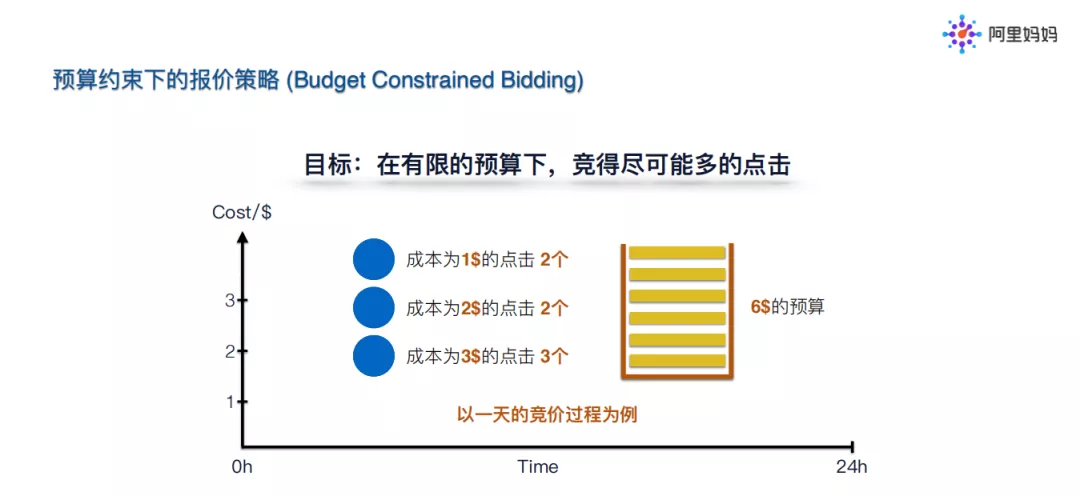 阿里妈妈
预算约束下的报价策略 (Budget Constrained Bidding)
目标：在有限的预算下，竞得尽可能多的点击
Cost/$
成本为1$的点击 2个
3
成本为2$的点击 2个
6$的预算
2
成本为3$的点击 3个
1
以一天的竞价过程为例
0h
Time
24h